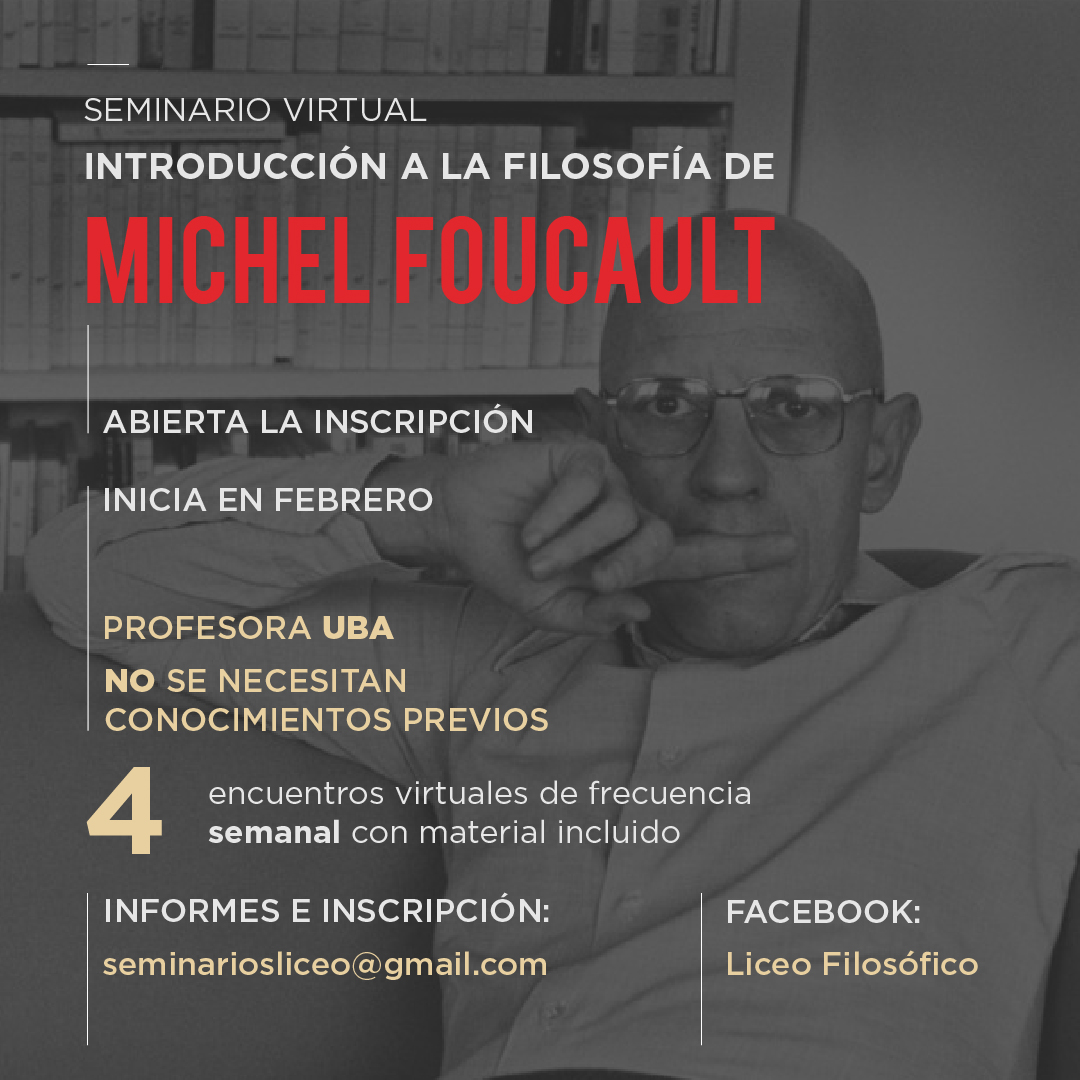 SEMINARIO VIRTUAL
INTRODUCCIÓN A LA FILOSOFÍA DE
MICHEL FOUCAULT
ABIERTA LA INSCRIPCIÓN
INICIA EN FEBRERO
PROFESORA UBA
NO SE NECESITAN
CONOCIMIENTOS PREVIOS
4
encuentros virtuales de frecuencia
semanal con material incluido
INFORMES E INSCRIPCIÓN:
seminariosliceo@gmail.com
FACEBOOK:
Liceo Filosófico